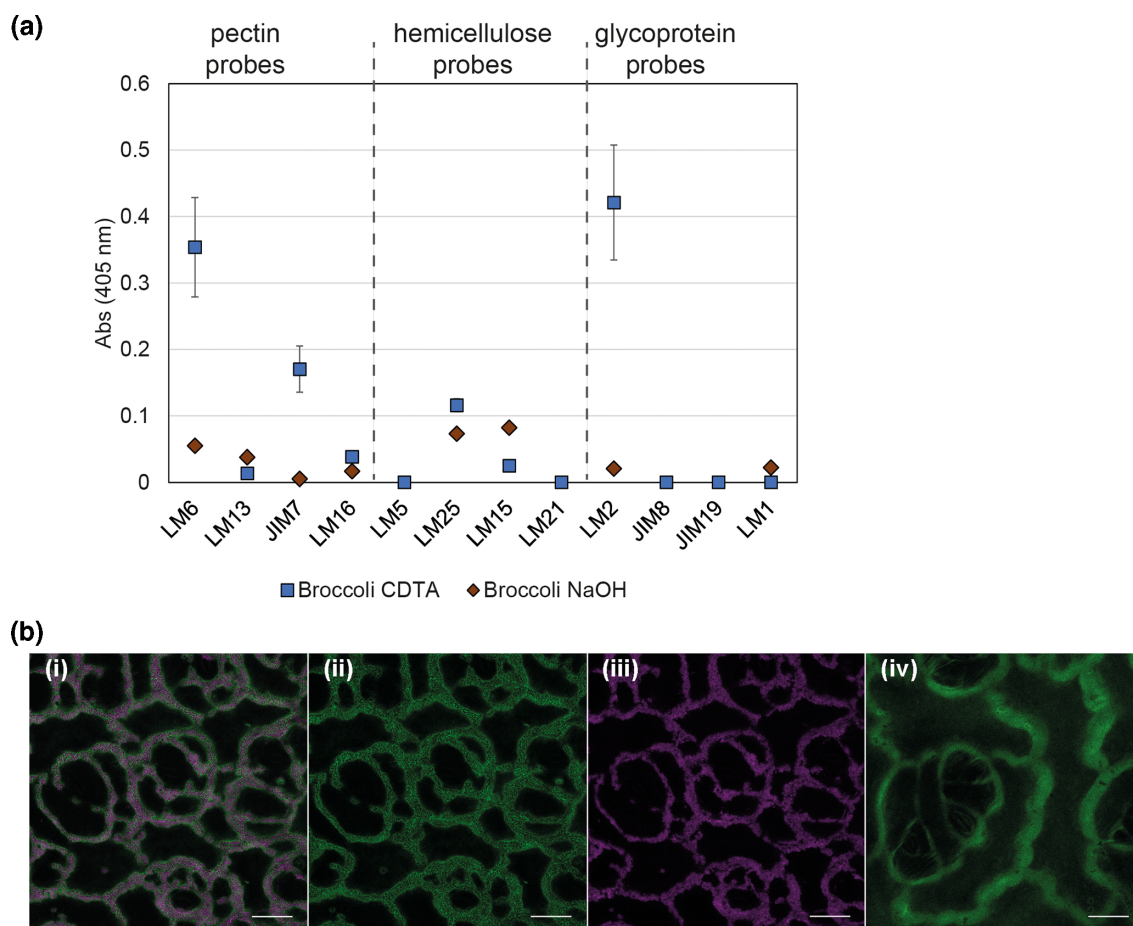 (a)
pectin probes
hemicellulose probes
glycoprotein probes
0.6
0.5
0.4
0.3
0.2
0.1
0
Abs (405 nm)
LM6 LM13 JIM7 LM16 LM5 LM25 LM15 LM21 LM2 JIM8 JIM19 LM1
Broccoli CDTA Broccoli NaOH
(b)
(i) (ii) (iii) (iv)